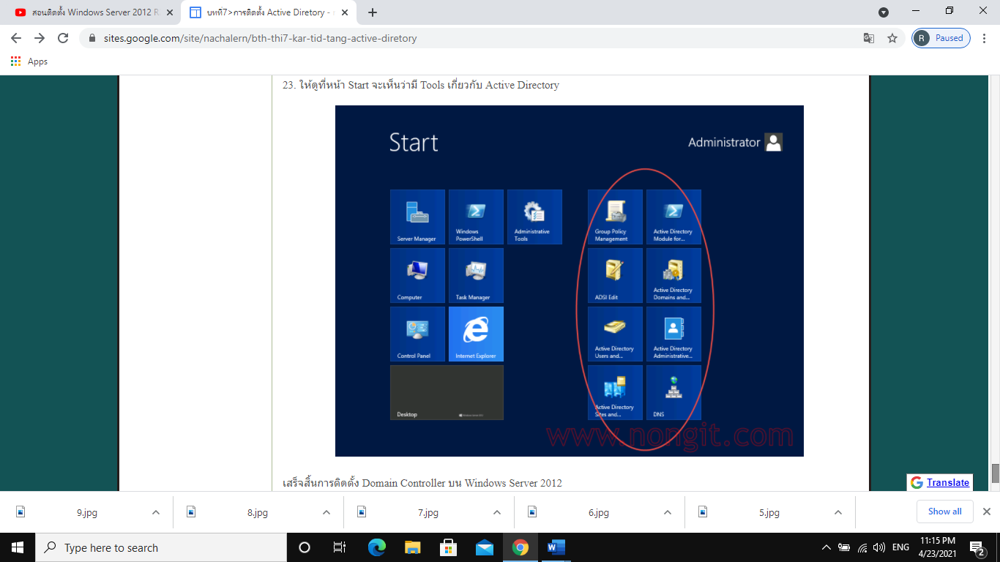 สอนติดตั้ง Windows Server 2012 R
บทที่7>การติดตั้ง Active Diretory -
sites.google.com/site/nachalern/bth-thi7-kar-tid-tang-active-diretory
R Paused
Apps
23. ให้ดูที่หน้า Start จะเห็นว่ามี Tools เกี่ยวกับ Active Directory
Start
Administrator
Server Manager
Windows PowerShell
Administrative Tools
Group Policy Management
Active Directory Module for...
Computer
Task Manager
ADSI Edit
Active Directory Domains and...
Control Panel
Internet Explorer
Active Directory Users and...
Active Directory Administrative...
Desktop
Active Directory Sites and...
DNS
www.nongit.com
เสร็จสิ้นการติดตั้ง Domain Controller บน Windows Server 2012
Translate
9.jpg
8.jpg
7.jpg
6.jpg
5.jpg
Show all
Type here to search
ENG
11:15 PM
4/23/2021
2